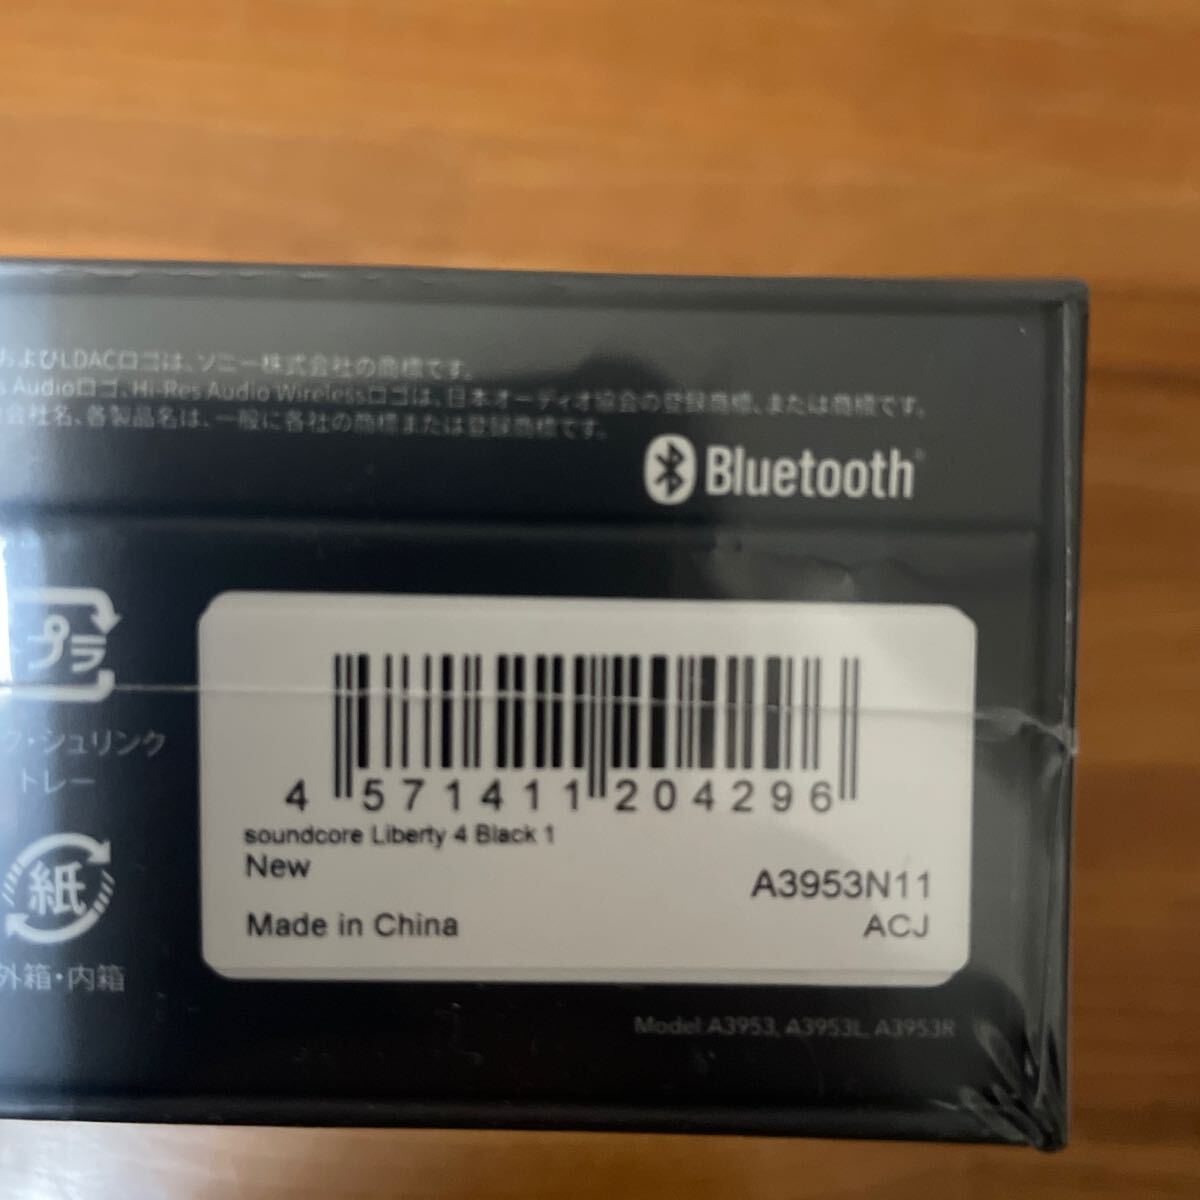 およびLDACロゴは、ソニー株式会社の商標です。
s Audioロゴ、Hi-Res Audio Wirelessロゴは、日本オーディオ協会の登録商標、または商標です。
会社名、各製品名は、一般に各社の商標または登録商標です。
Bluetooth
プラ
ク・シュリンク
トレー
紙
外箱・内箱
4 571411 204296
soundcore Liberty 4 Black 1
New
A3953N11
Made in China
ACJ
Model A3953, A3953L, A3953R